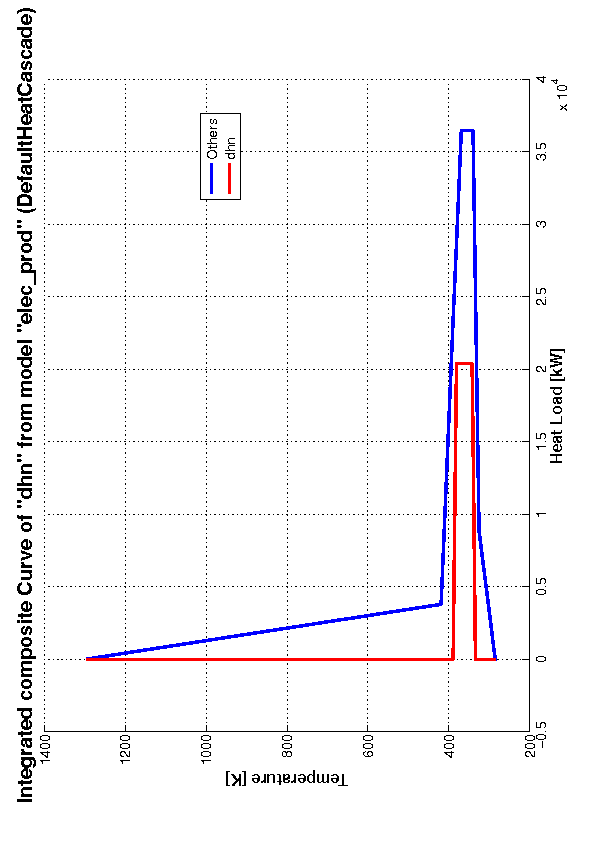 Integrated composite Curve of "dhn" from model "elec_prod" (DefaultHeatCascade)
1400
1200
1000
800
600
400
200
Temperature [K]
Others
dhn
-0.5
0
0.5
1
1.5
2
2.5
3
3.5
4
x 10^4
Heat Load [kW]